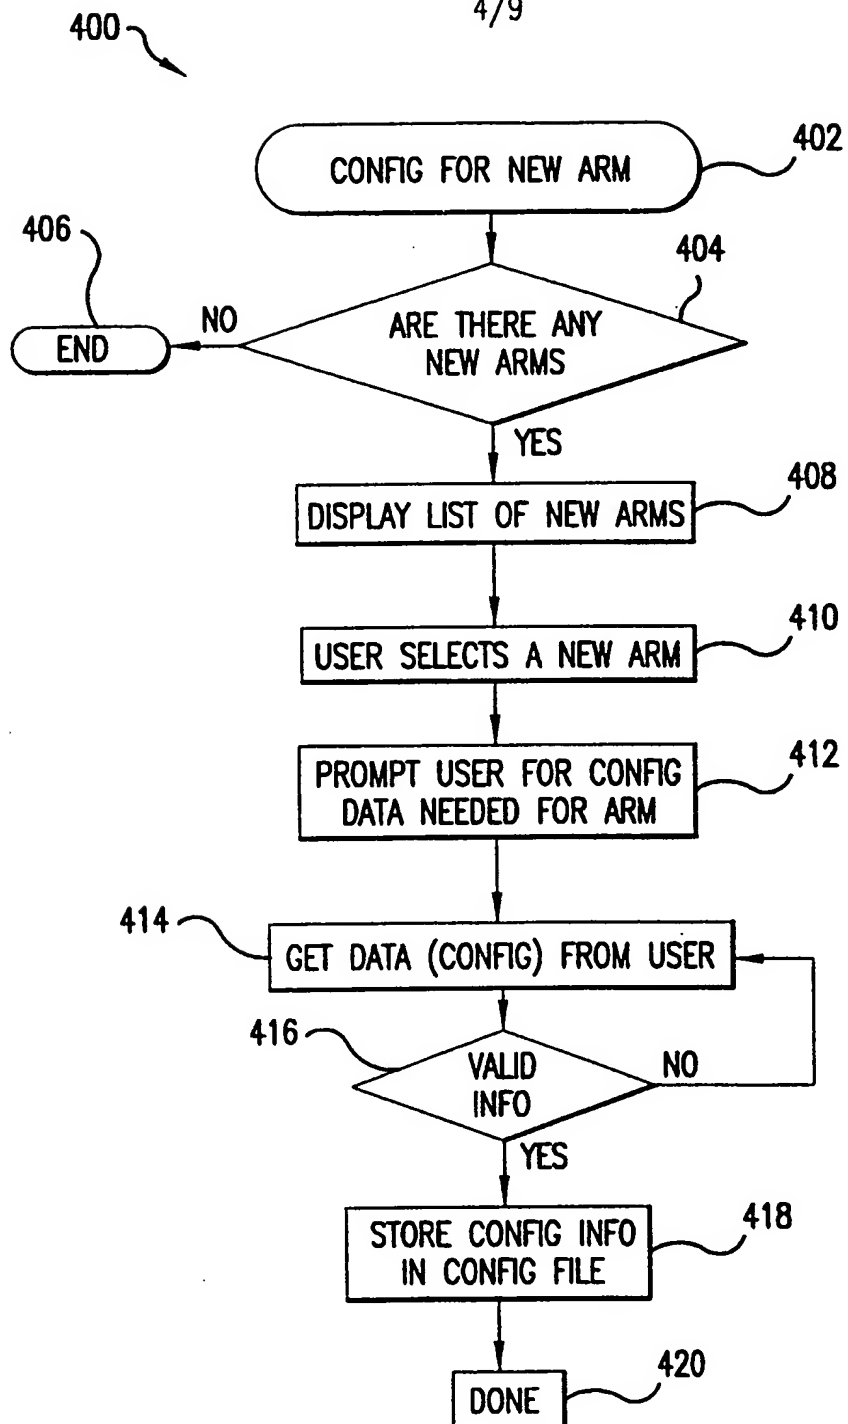 4/9
400
CONFIG FOR NEW ARM
402
406
404
END
NO
ARE THERE ANY
NEW ARMS
YES
408
DISPLAY LIST OF NEW ARMS
410
USER SELECTS A NEW ARM
412
PROMPT USER FOR CONFIG
DATA NEEDED FOR ARM
414
GET DATA (CONFIG) FROM USER
416
VALID
INFO
NO
YES
418
STORE CONFIG INFO
IN CONFIG FILE
420
DONE